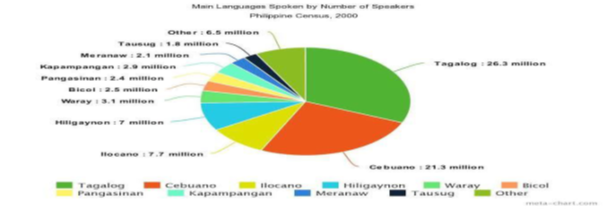 Main Languages Spoken by Number of Speakers
Philippine Census, 2000
Other : 6.5 million
Tausug : 1.8 million
Meranaw : 2.1 million
Kapampangan : 2.9 million
Pangasinan : 2.4 million
Bicol : 2.5 million
Waray : 3.1 million
Hiligaynon : 7 million
Ilocano : 7.7 million
Tagalog : 26.3 million
Cebuano : 21.3 million
Tagalog Cebuano Ilocano Hiligaynon Waray Bicol
Pangasinan Kapampangan Meranaw Tausug Other
meta-chart.com